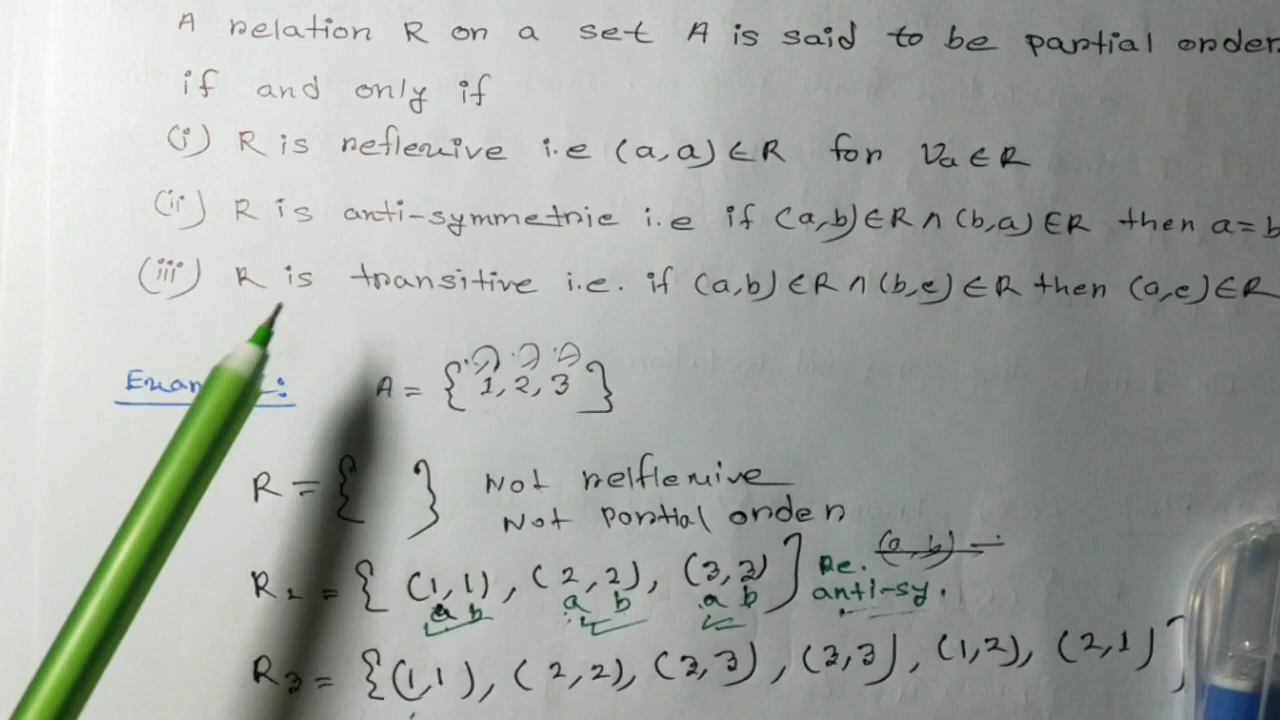 A relation R on a set A is said to be partial order
if and only if
(i) R is reflexive i.e (a,a) ∈ R for ∀a ∈ R
(ii) R is anti-symmetric i.e if (a,b) ∈ R ∧ (b,a) ∈ R then a=b
(iii) R is transitive i.e. if (a,b) ∈ R ∧ (b,c) ∈ R then (a,c) ∈ R
A = {1, 2, 3}
R = { } Not relflexive
Not partial order
(a,b) —
R₂ = { (1,1), (2,2), (3,3) } Re.
a b a b a b anti-sy.
R₃ = {(1,1), (2,2), (3,3), (3,3), (1,2), (2,1)}